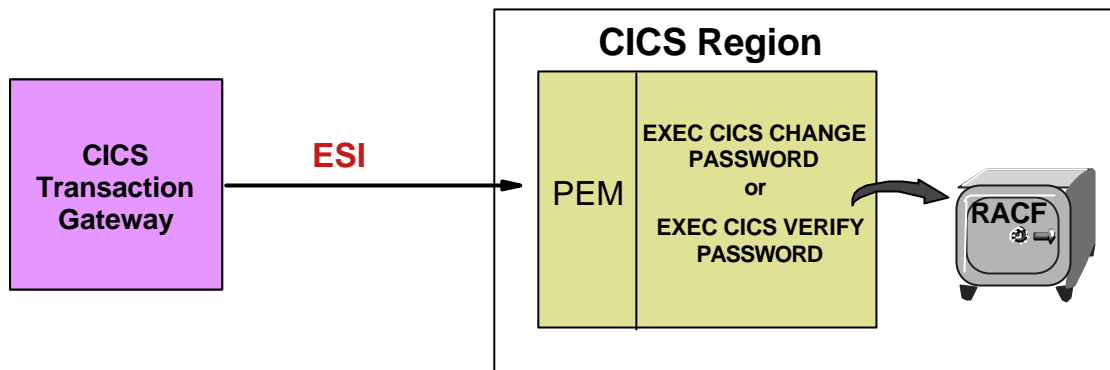 CICS Region
CICS
Transaction
Gateway
ESI
PEM
EXEC CICS CHANGE
PASSWORD
or
EXEC CICS VERIFY
PASSWORD
RACF